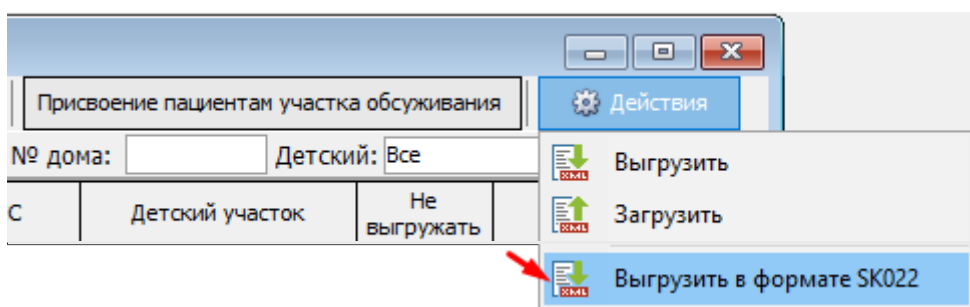 Присвоение пациентам участка обсуживания
Действия
№ дома:
Детский: Все
Выгрузить
С
Детский участок
Не
выгружать
Загрузить
Выгрузить в формате SK022